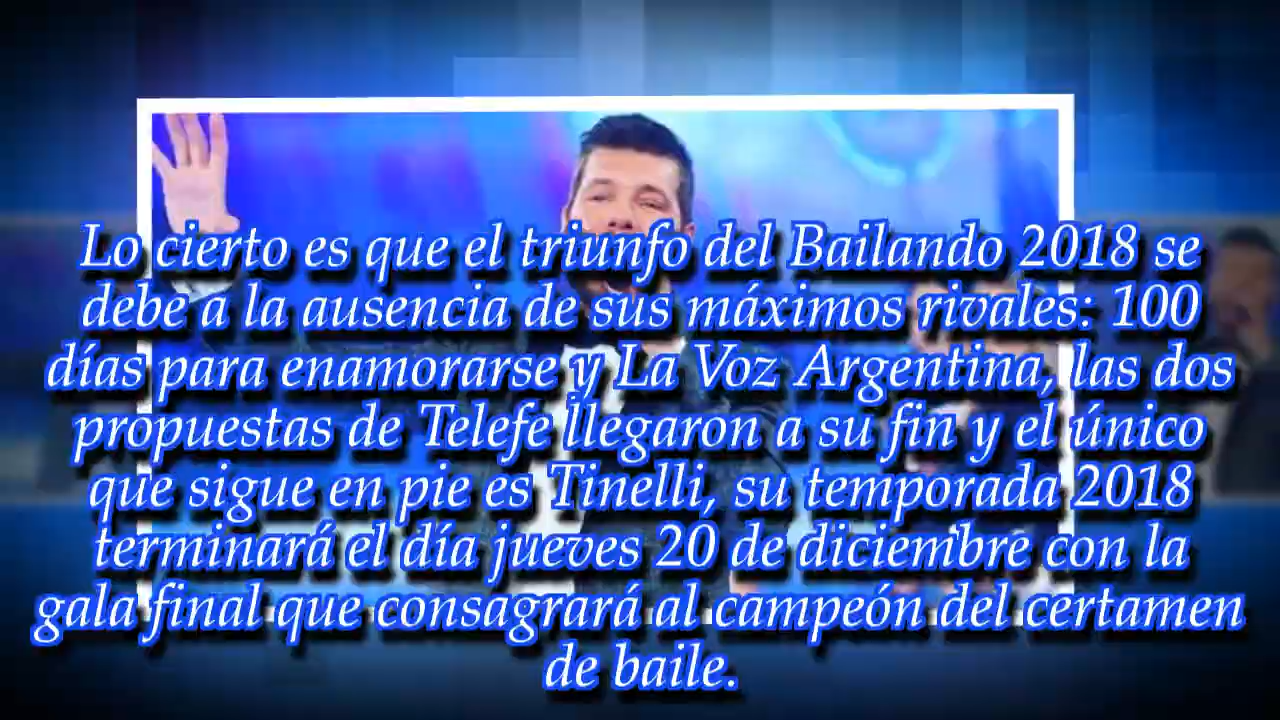 Lo cierto es que el triunfo del Bailando 2018 se
debe a la ausencia de sus máximos rivales: 100
días para enamorarse y La Voz Argentina, las dos
propuestas de Telefe llegaron a su fin y el único
que sigue en pie es Tinelli, su temporada 2018
terminará el día jueves 20 de diciembre con la
gala final que consagrará al campeón del certamen
de baile.